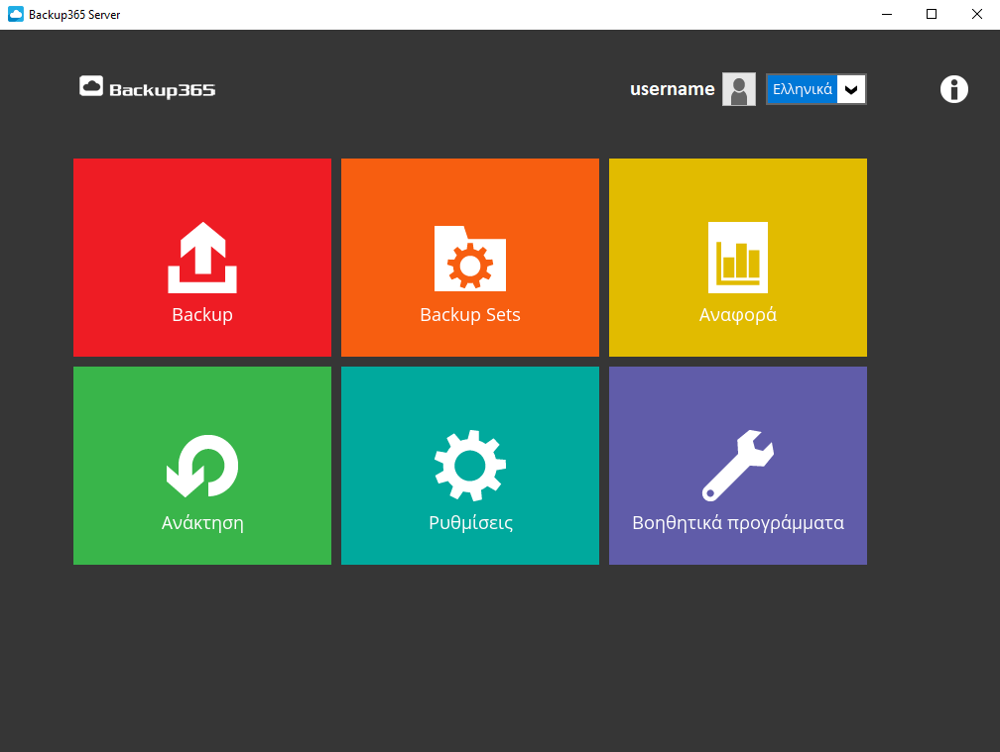 Backup365 Server
Backup365
username
Ελληνικά
Backup
Backup Sets
Αναφορά
Ανάκτηση
Ρυθμίσεις
Βοηθητικά προγράμματα